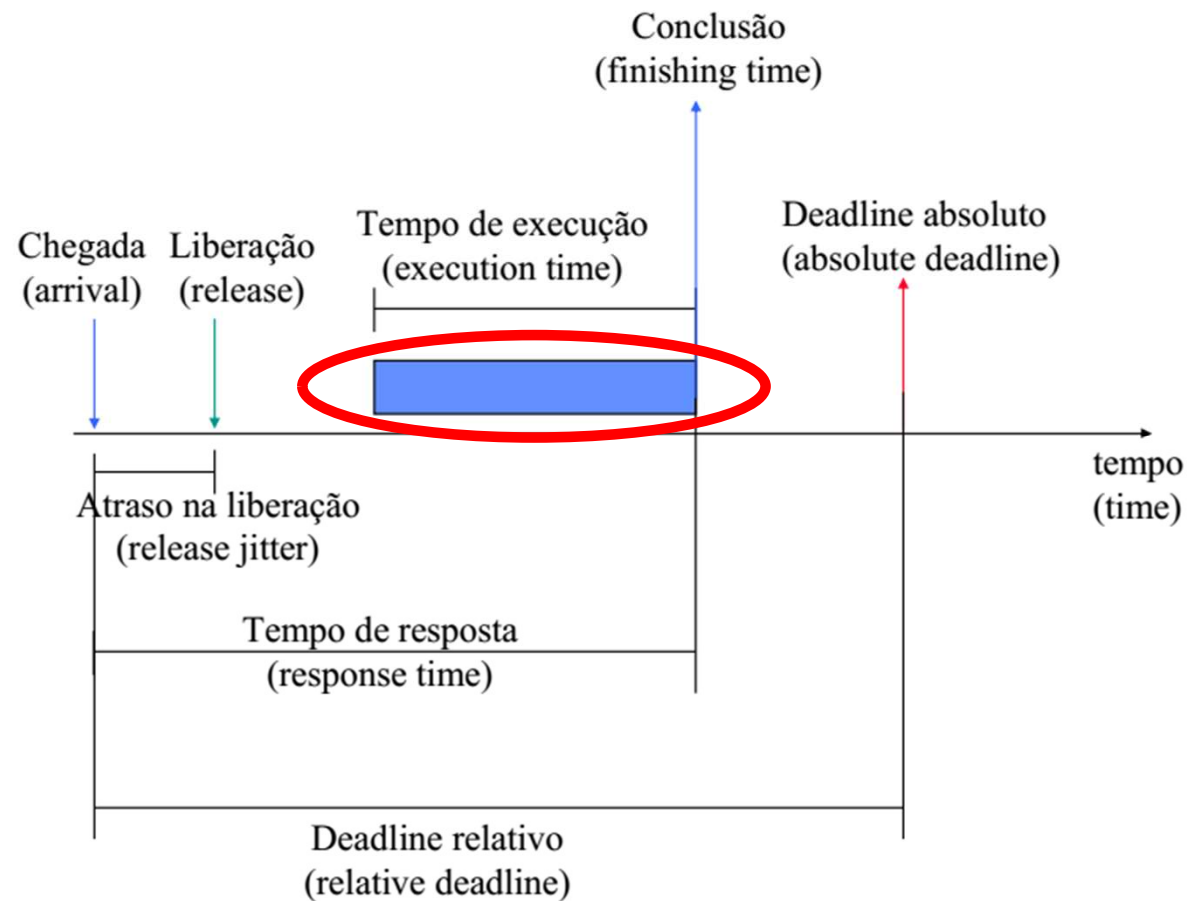 Conclusão
(finishing time)
Tempo de execução
(execution time)
Deadline absoluto
(absolute deadline)
Chegada
(arrival)
Liberação
(release)
tempo
(time)
Atraso na liberação
(release jitter)
Tempo de resposta
(response time)
Deadline relativo
(relative deadline)